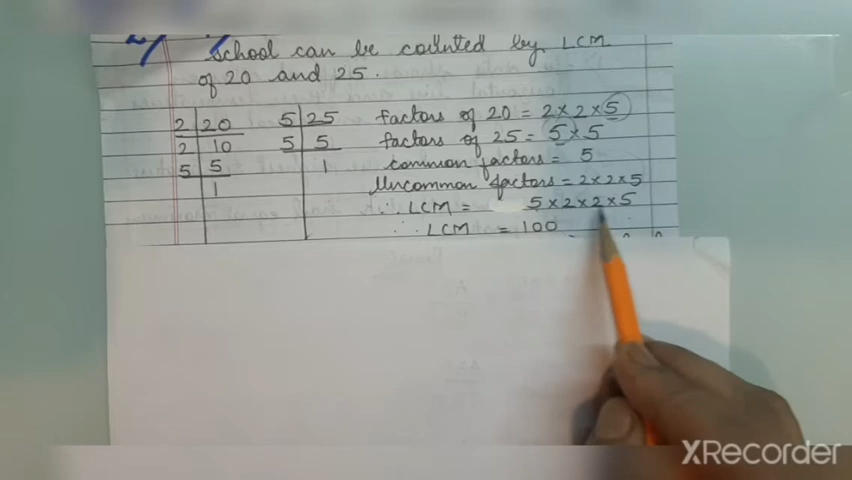 School can be counted by LCM
of 20 and 25.
2 20 5 25 factors of 20 = 2×2×5
2 10 5 5 factors of 25 = 5×5
5 5 1 common factors = 5
1 Uncommon factors = 2×2×5
∴ LCM = 5×2×2×5
∴ LCM = 100
XRecorder